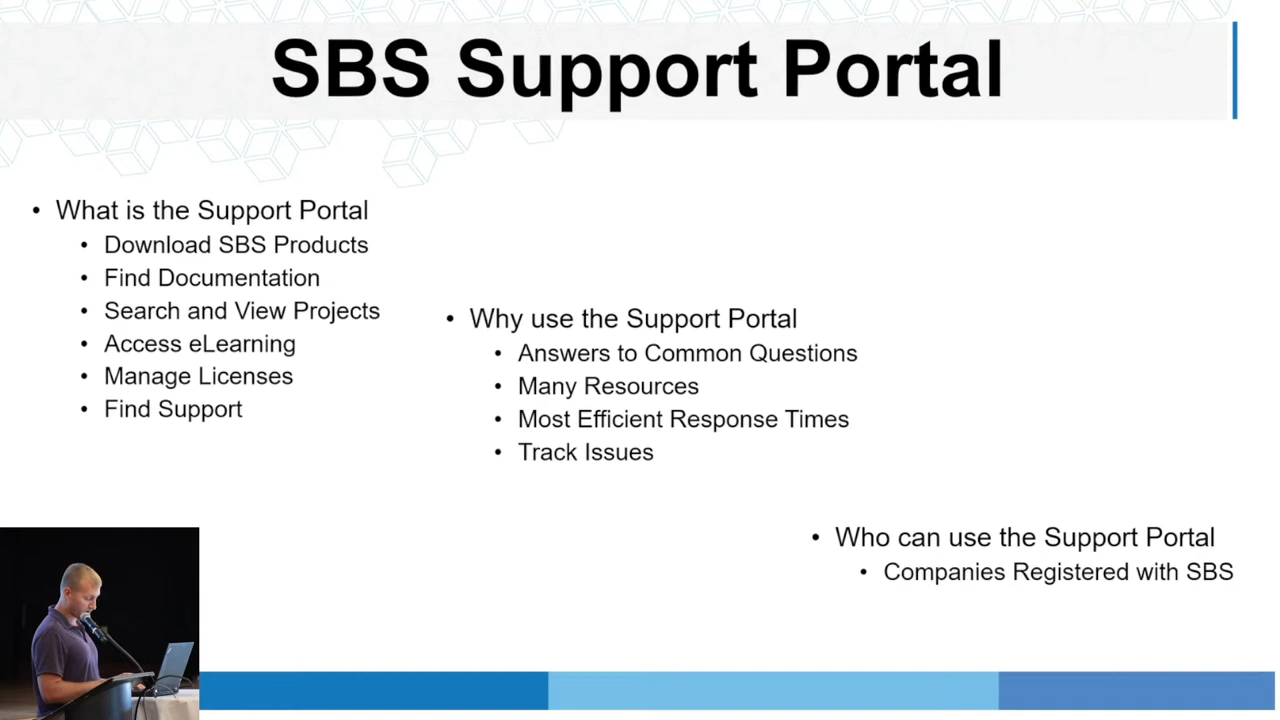 SBS Support Portal
• What is the Support Portal
• Download SBS Products
• Find Documentation
• Search and View Projects
• Access eLearning
• Manage Licenses
• Find Support
• Why use the Support Portal
• Answers to Common Questions
• Many Resources
• Most Efficient Response Times
• Track Issues
• Who can use the Support Portal
• Companies Registered with SBS